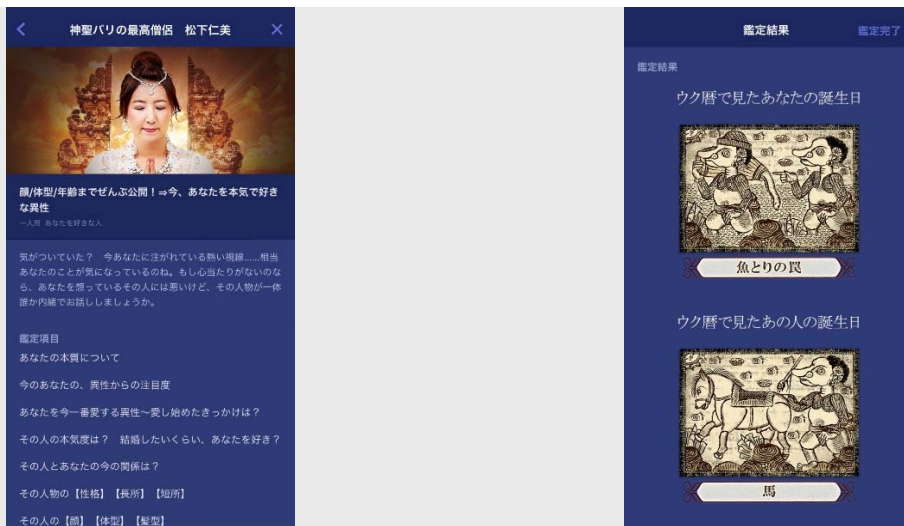 神聖バリの最高僧侶 松下仁美
顔/体型/年齢までぜんぶ公開！⇒今、あなたを本気で好き
な異性
一人用 あなたを好きな人
気がついていた？　今あなたに注がれている熱い視線……相当
あなたのことが気になっているのね。もし心当たりがないのな
ら、あなたを想っているその人には悪いけど、その人物が一体
誰か内緒でお話ししましょうか。
鑑定項目
あなたの本質について
今のあなたの、異性からの注目度
あなたを今一番愛する異性～愛し始めたきっかけは？
その人の本気度は？　結婚したいくらい、あなたを好き？
その人とあなたの今の関係は？
その人物の【性格】【長所】【短所】
その人の【顔】【体型】【髪型】
鑑定結果
鑑定完了
鑑定結果
ウク暦で見たあなたの誕生日
魚とりの罠
ウク暦で見たあの人の誕生日
馬